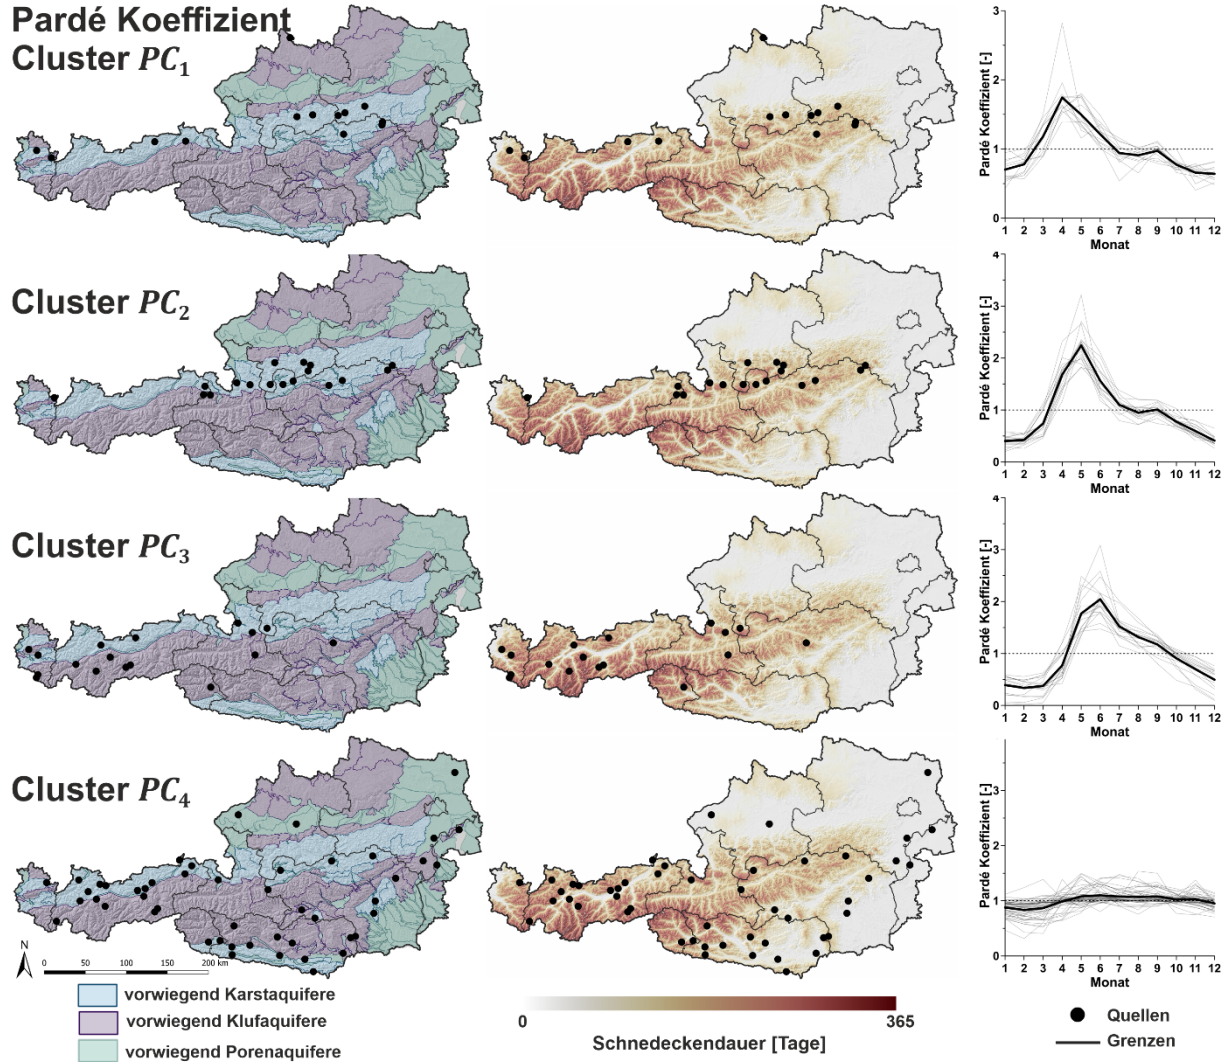 Pardé Koeffizient
Cluster PC₁
Pardé Koeffizient [-]
3
2
1
0
1 2 3 4 5 6 7 8 9 10 11 12
Monat
Cluster PC₂
Pardé Koeffizient [-]
4
3
2
1
0
1 2 3 4 5 6 7 8 9 10 11 12
Monat
Cluster PC₃
Pardé Koeffizient [-]
4
3
2
1
0
1 2 3 4 5 6 7 8 9 10 11 12
Monat
Cluster PC₄
Pardé Koeffizient [-]
3
2
1
0
1 2 3 4 5 6 7 8 9 10 11 12
Monat
N
0 50 100 150 200 km
vorwiegend Karstaquifere
vorwiegend Klufaquifere
vorwiegend Porenaquifere
0 365
Schnedeckendauer [Tage]
Quellen
Grenzen